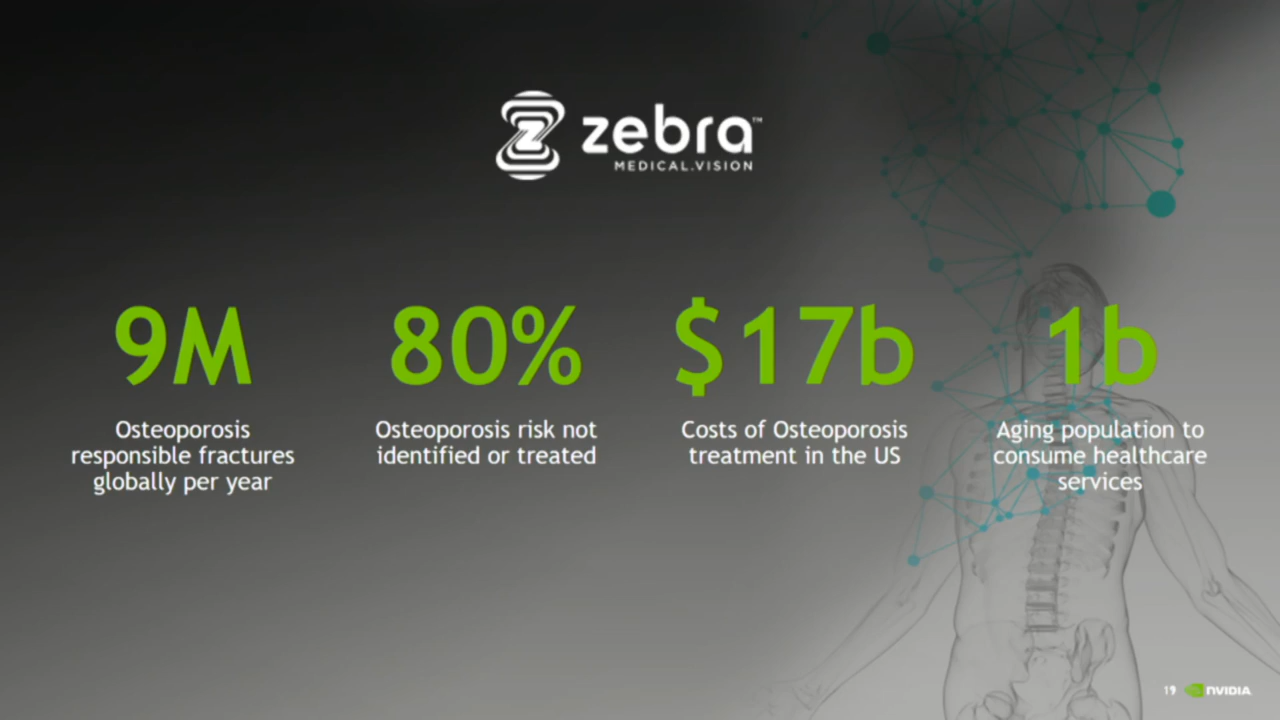 zebra™
MEDICAL.VISION
9M
Osteoporosis
responsible fractures
globally per year
80%
Osteoporosis risk not
identified or treated
$17b
Costs of Osteoporosis
treatment in the US
1b
Aging population to
consume healthcare
services
19 NVIDIA